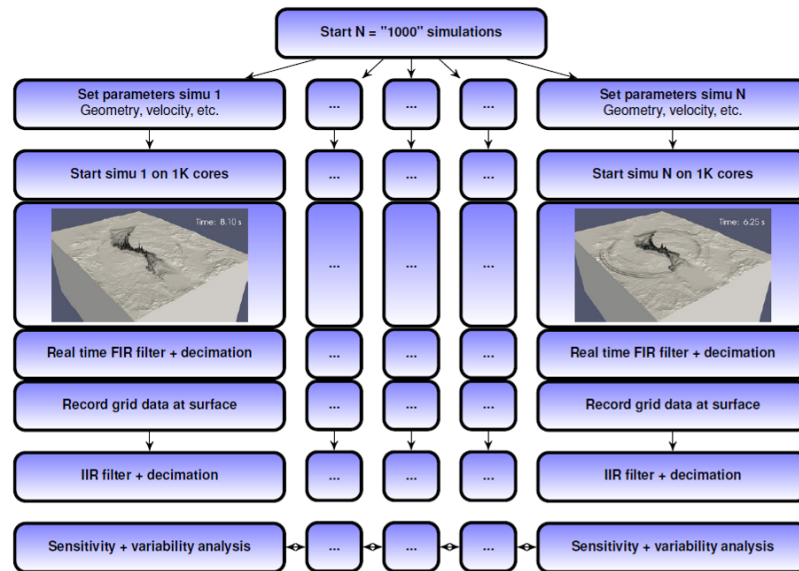 Start N = "1000" simulations
Set parameters simu 1
Geometry, velocity, etc.
...
...
...
Set parameters simu N
Geometry, velocity, etc.
Start simu 1 on 1K cores
...
...
...
Start simu N on 1K cores
Time: 8.10 s
...
...
...
Time: 6.25 s
Real time FIR filter + decimation
...
...
...
Real time FIR filter + decimation
Record grid data at surface
...
...
...
Record grid data at surface
IIR filter + decimation
...
...
...
IIR filter + decimation
Sensitivity + variability analysis
...
...
...
Sensitivity + variability analysis